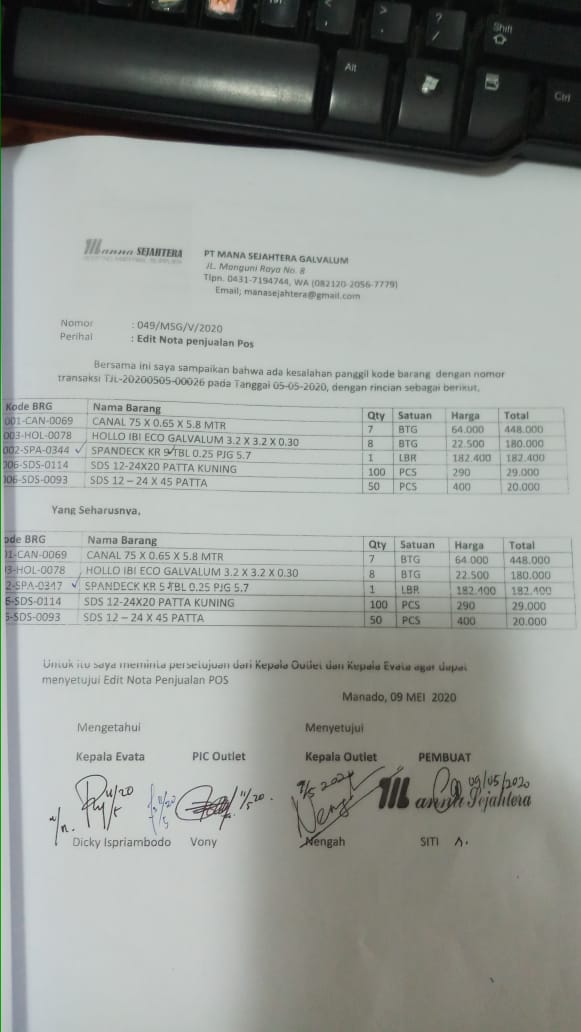 Alt
Shift
Ctrl
Manna SEJAHTERA
PT MANA SEJAHTERA GALVALUM
JL. Manguni Raya No. 8
Tlpn. 0431-7194744, WA (082120-2056-7779)
Email; manasejahtera@gmail.com
Nomor : 049/MSG/V/2020
Perihal : Edit Nota penjualan Pos
Bersama ini saya sampaikan bahwa ada kesalahan panggil kode barang dengan nomor
transaksi TJL-20200505-00026 pada Tanggal 05-05-2020, dengan rincian sebagai berikut,
Kode BRG Nama Barang Qty Satuan Harga Total
001-CAN-0069 CANAL 75 X 0.65 X 5.8 MTR 7 BTG 64.000 448.000
003-HOL-0078 HOLLO IBI ECO GALVALUM 3.2 X 3.2 X 0.30 8 BTG 22.500 180.000
002-SPA-0344 SPANDECK KR TBL 0.25 PJG 5.7 1 LBR 182.400 182.400
006-SDS-0114 SDS 12-24X20 PATTA KUNING 100 PCS 290 29.000
006-SDS-0093 SDS 12 – 24 X 45 PATTA 50 PCS 400 20.000
Yang Seharusnya,
ode BRG Nama Barang Qty Satuan Harga Total
01-CAN-0069 CANAL 75 X 0.65 X 5.8 MTR 7 BTG 64.000 448.000
3-HOL-0078 HOLLO IBI ECO GALVALUM 3.2 X 3.2 X 0.30 8 BTG 22.500 180.000
2-SPA-0347 SPANDECK KR 5 TBL 0.25 PJG 5.7 1 LBR 182.400 182.400
6-SDS-0114 SDS 12-24X20 PATTA KUNING 100 PCS 290 29.000
6-SDS-0093 SDS 12 – 24 X 45 PATTA 50 PCS 400 20.000
Untuk itu saya meminta persetujuan dari Kepala Outlet dan Kepala Evata agar dapat
menyetujui Edit Nota Penjualan POS
Manado, 09 MEI 2020
Mengetahui Menyetujui
Kepala Evata PIC Outlet Kepala Outlet PEMBUAT
11/5 20 9/5 2020 09/05/2020
Manna Sejahtera
Dicky Ispriambodo Vony Nengah SITI